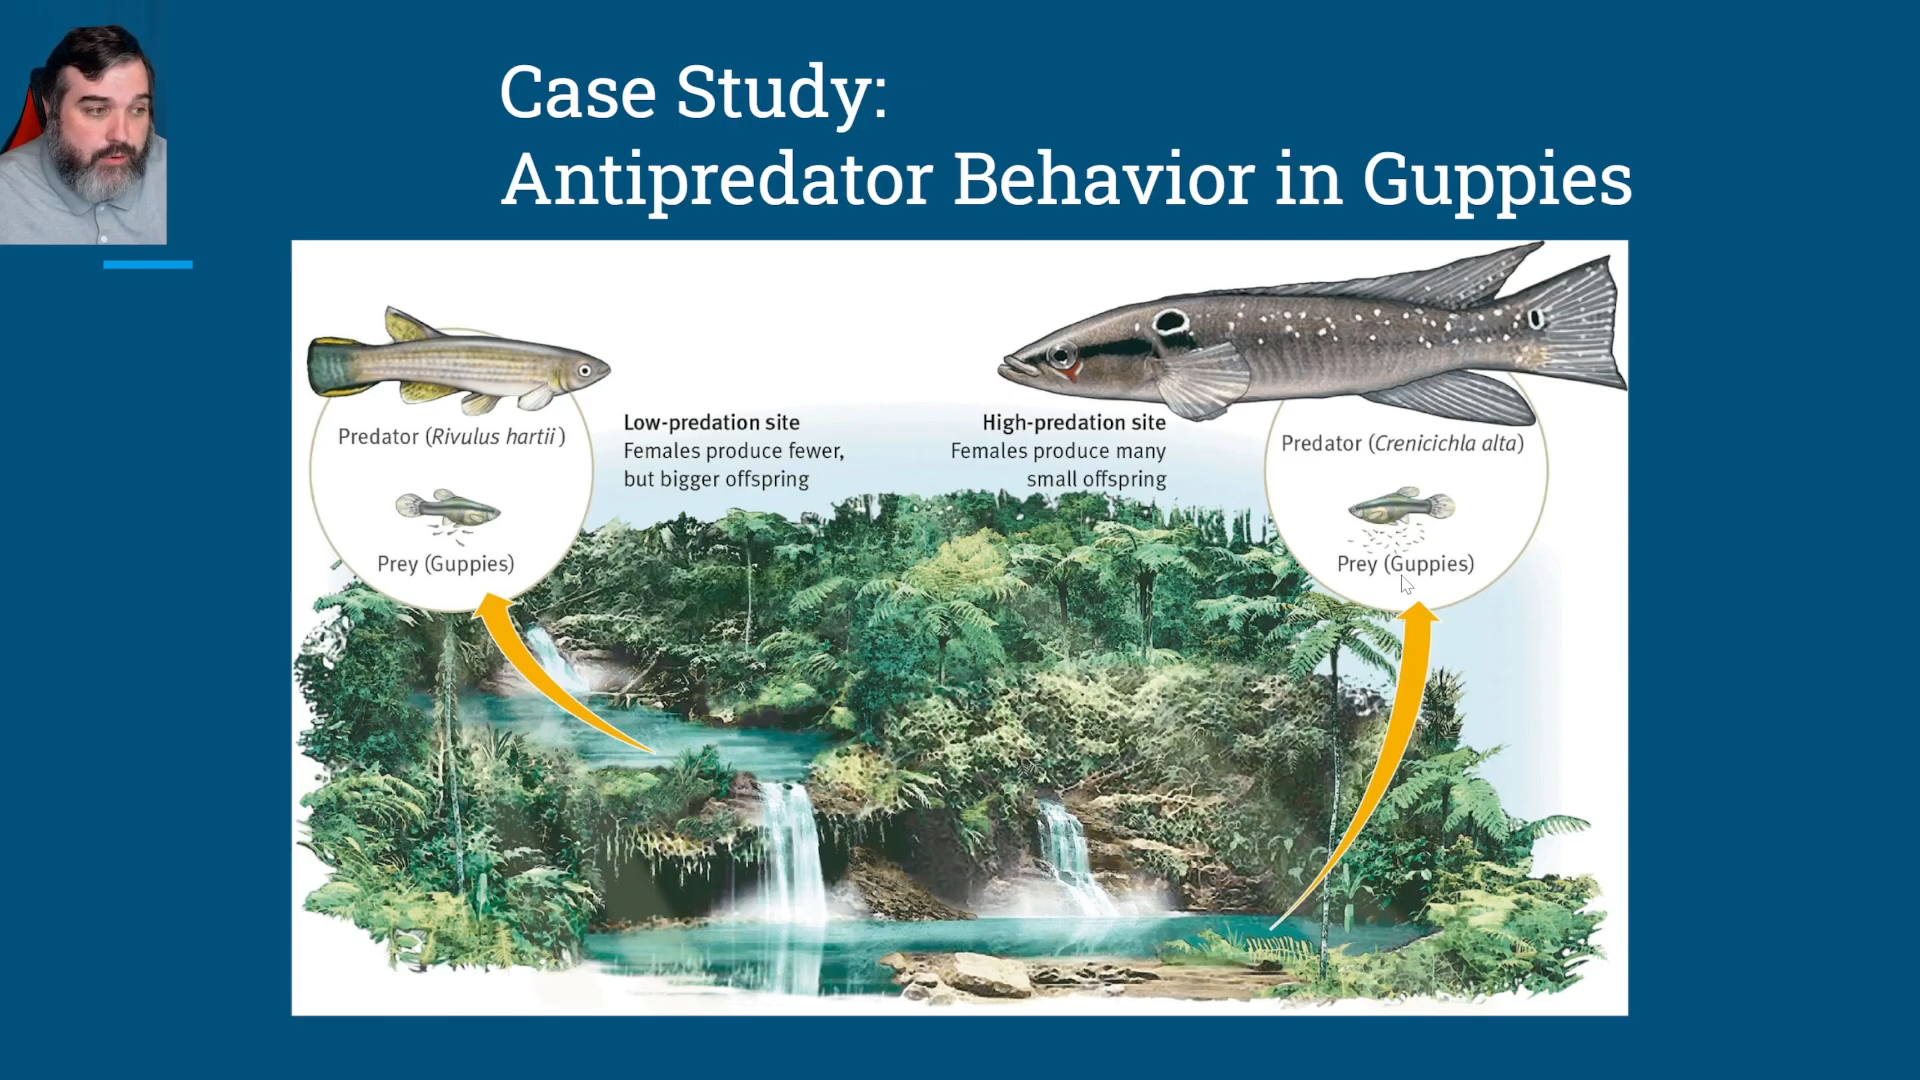 Case Study:
Antipredator Behavior in Guppies
Predator (Rivulus hartii)
Prey (Guppies)
Low-predation site
Females produce fewer,
but bigger offspring
High-predation site
Females produce many
small offspring
Predator (Crenicichla alta)
Prey (Guppies)